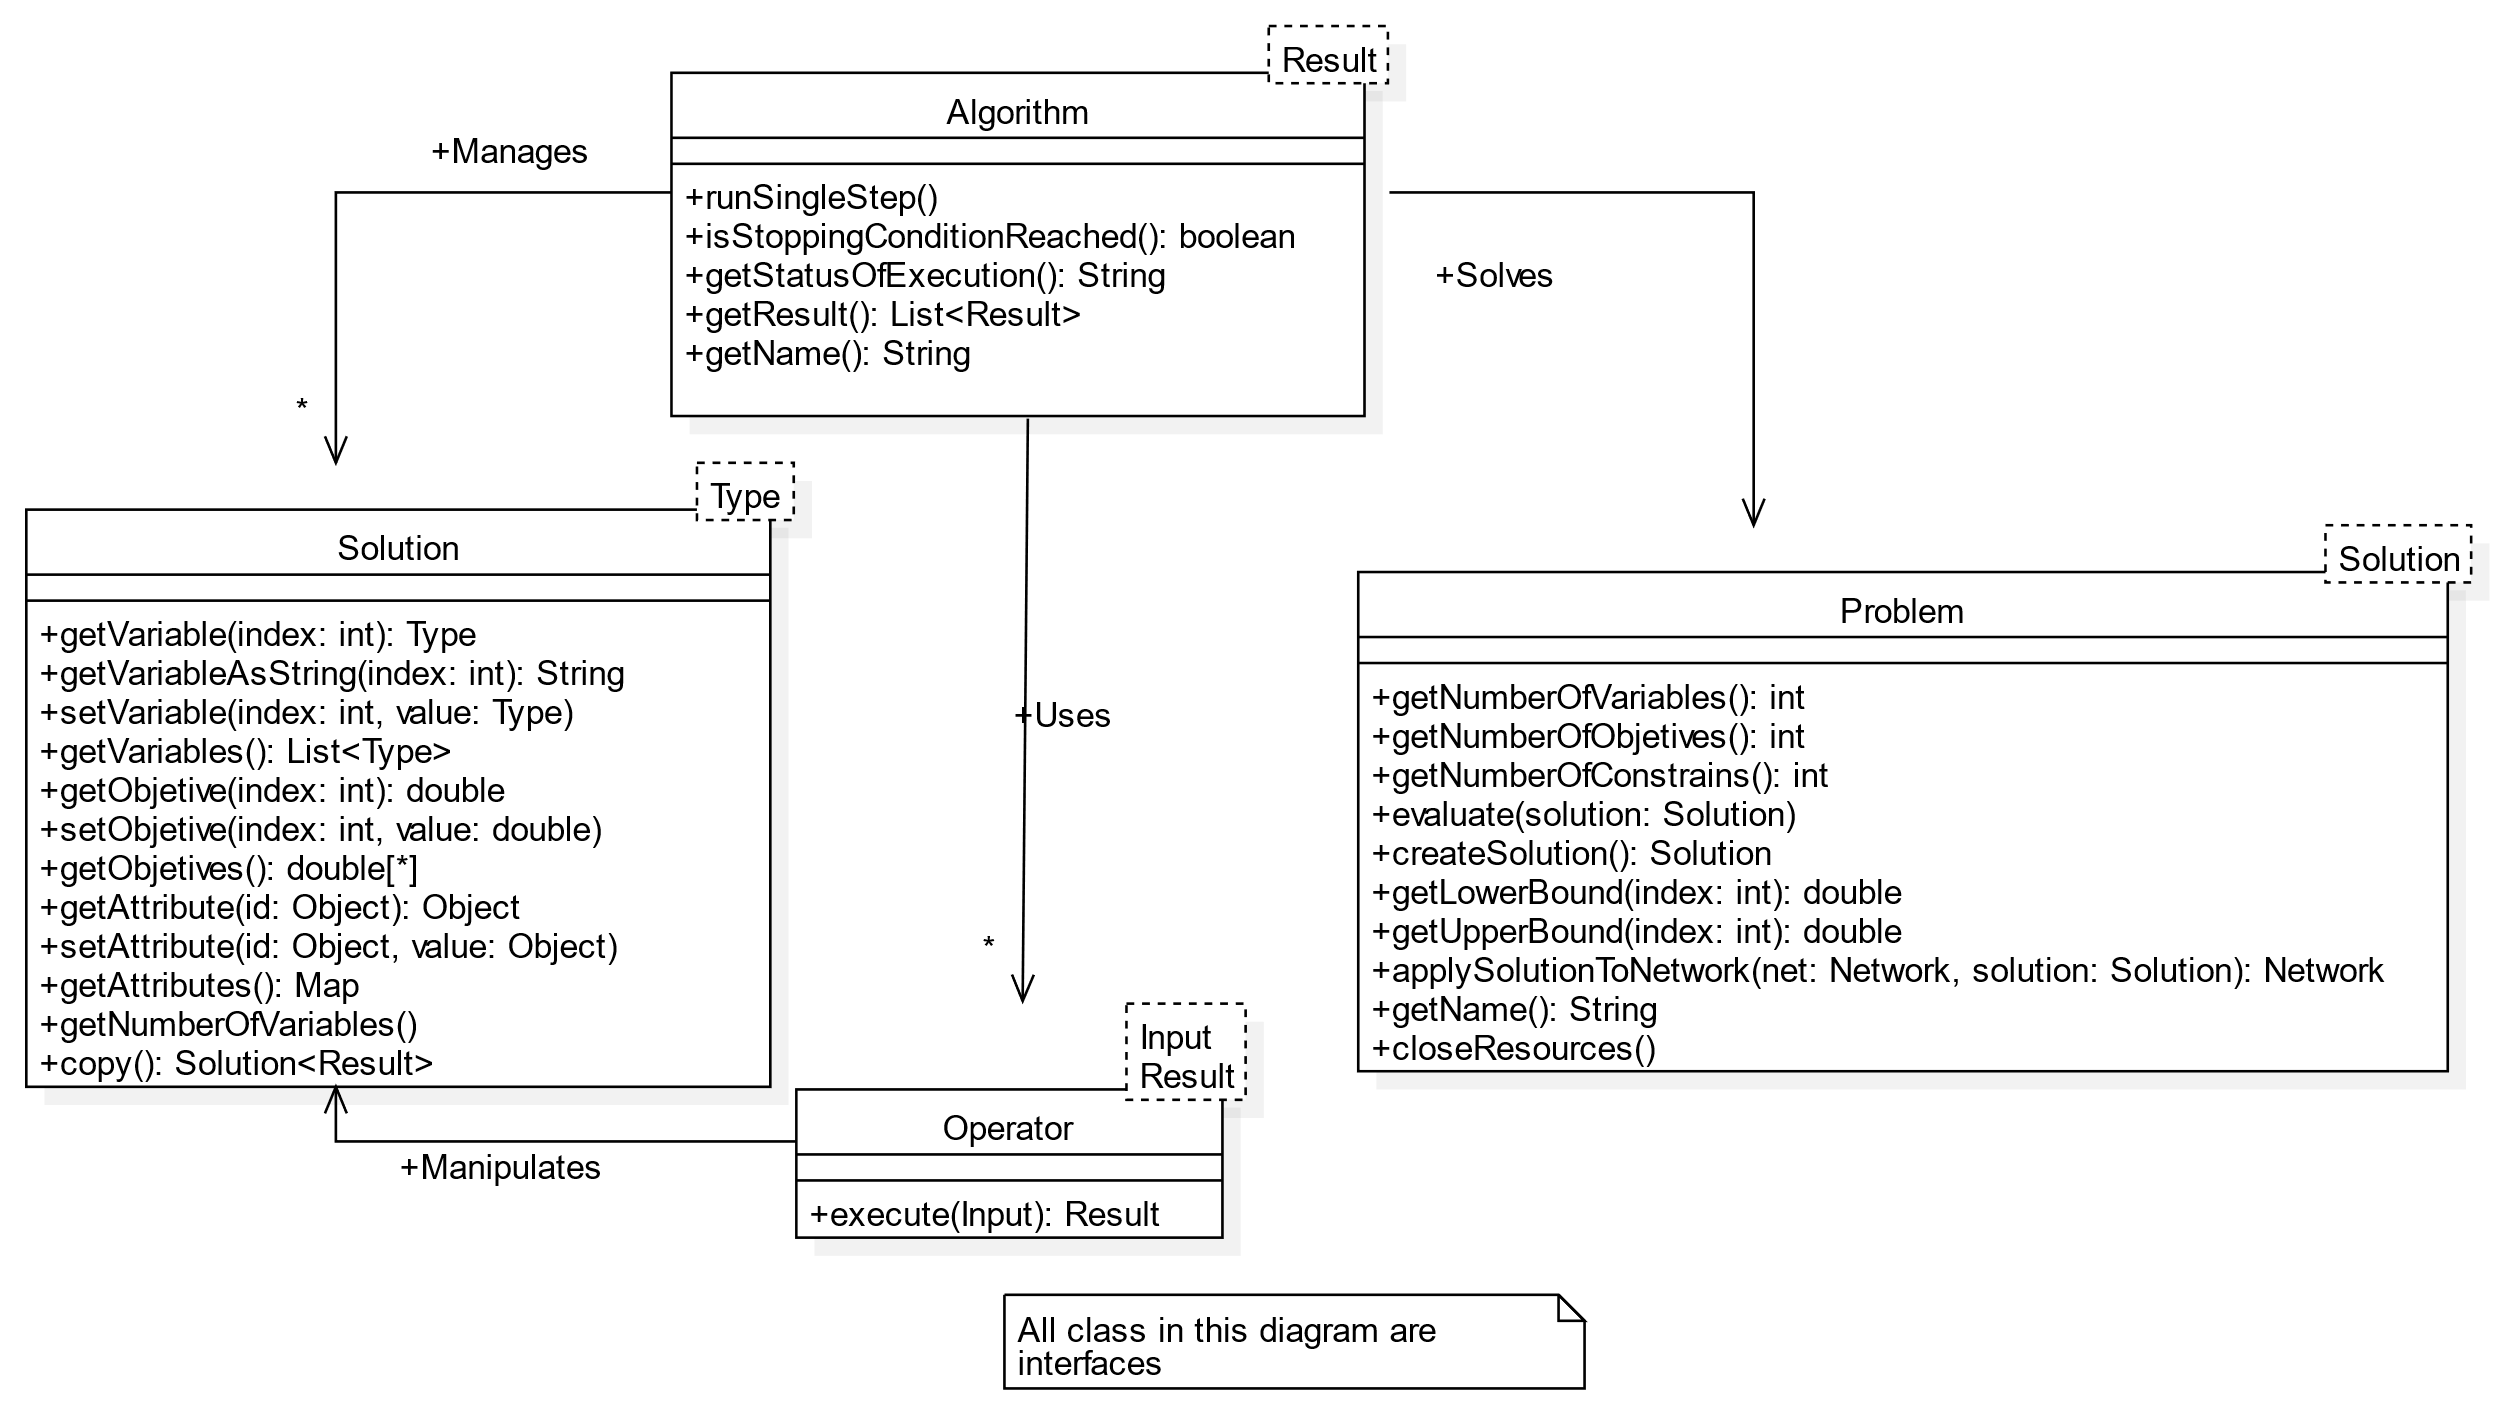 Result
Algorithm
+runSingleStep()
+isStoppingConditionReached(): boolean
+getStatusOfExecution(): String
+getResult(): List<Result>
+getName(): String
+Manages
*
+Solves
+Uses
*
Type
Solution
+getVariable(index: int): Type
+getVariableAsString(index: int): String
+setVariable(index: int, value: Type)
+getVariables(): List<Type>
+getObjetive(index: int): double
+setObjetive(index: int, value: double)
+getObjetives(): double[*]
+getAttribute(id: Object): Object
+setAttribute(id: Object, value: Object)
+getAttributes(): Map
+getNumberOfVariables()
+copy(): Solution<Result>
Solution
Problem
+getNumberOfVariables(): int
+getNumberOfObjetives(): int
+getNumberOfConstrains(): int
+evaluate(solution: Solution)
+createSolution(): Solution
+getLowerBound(index: int): double
+getUpperBound(index: int): double
+applySolutionToNetwork(net: Network, solution: Solution): Network
+getName(): String
+closeResources()
Input
Result
Operator
+execute(Input): Result
+Manipulates
All class in this diagram are
interfaces